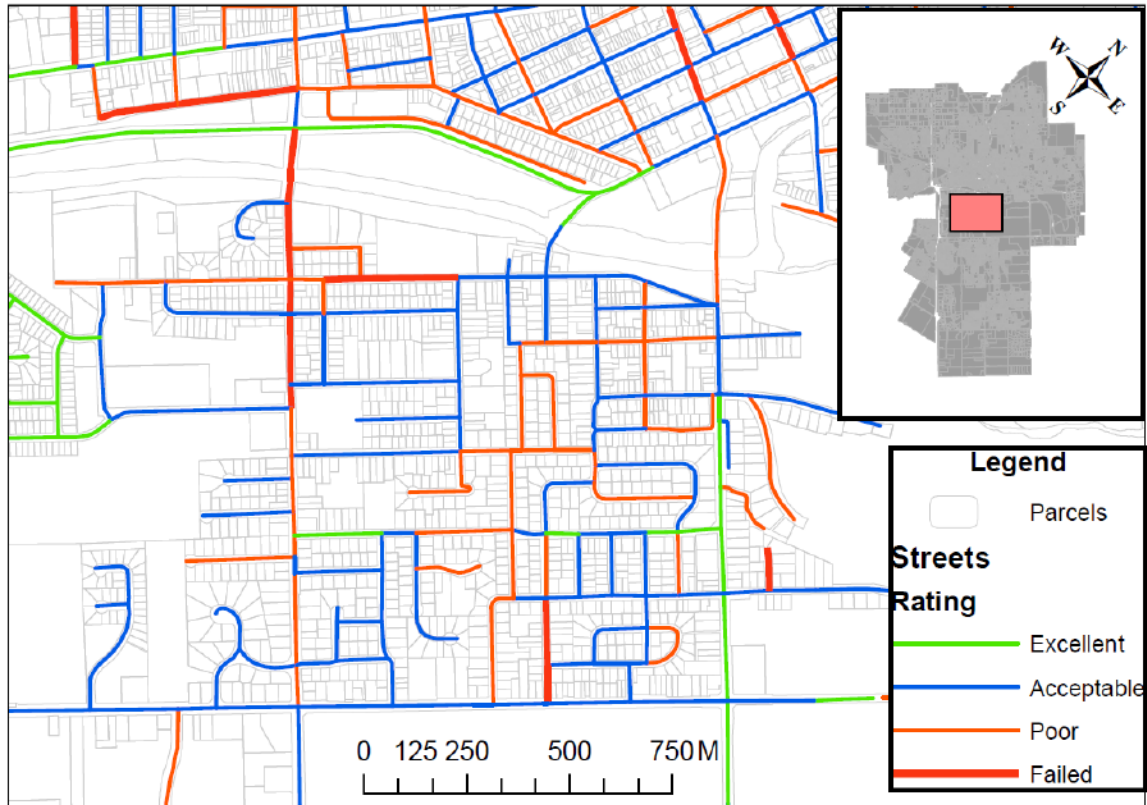 W
N
S
E
Legend
Parcels
Streets
Rating
Excellent
Acceptable
Poor
Failed
0 125 250 500 750 M